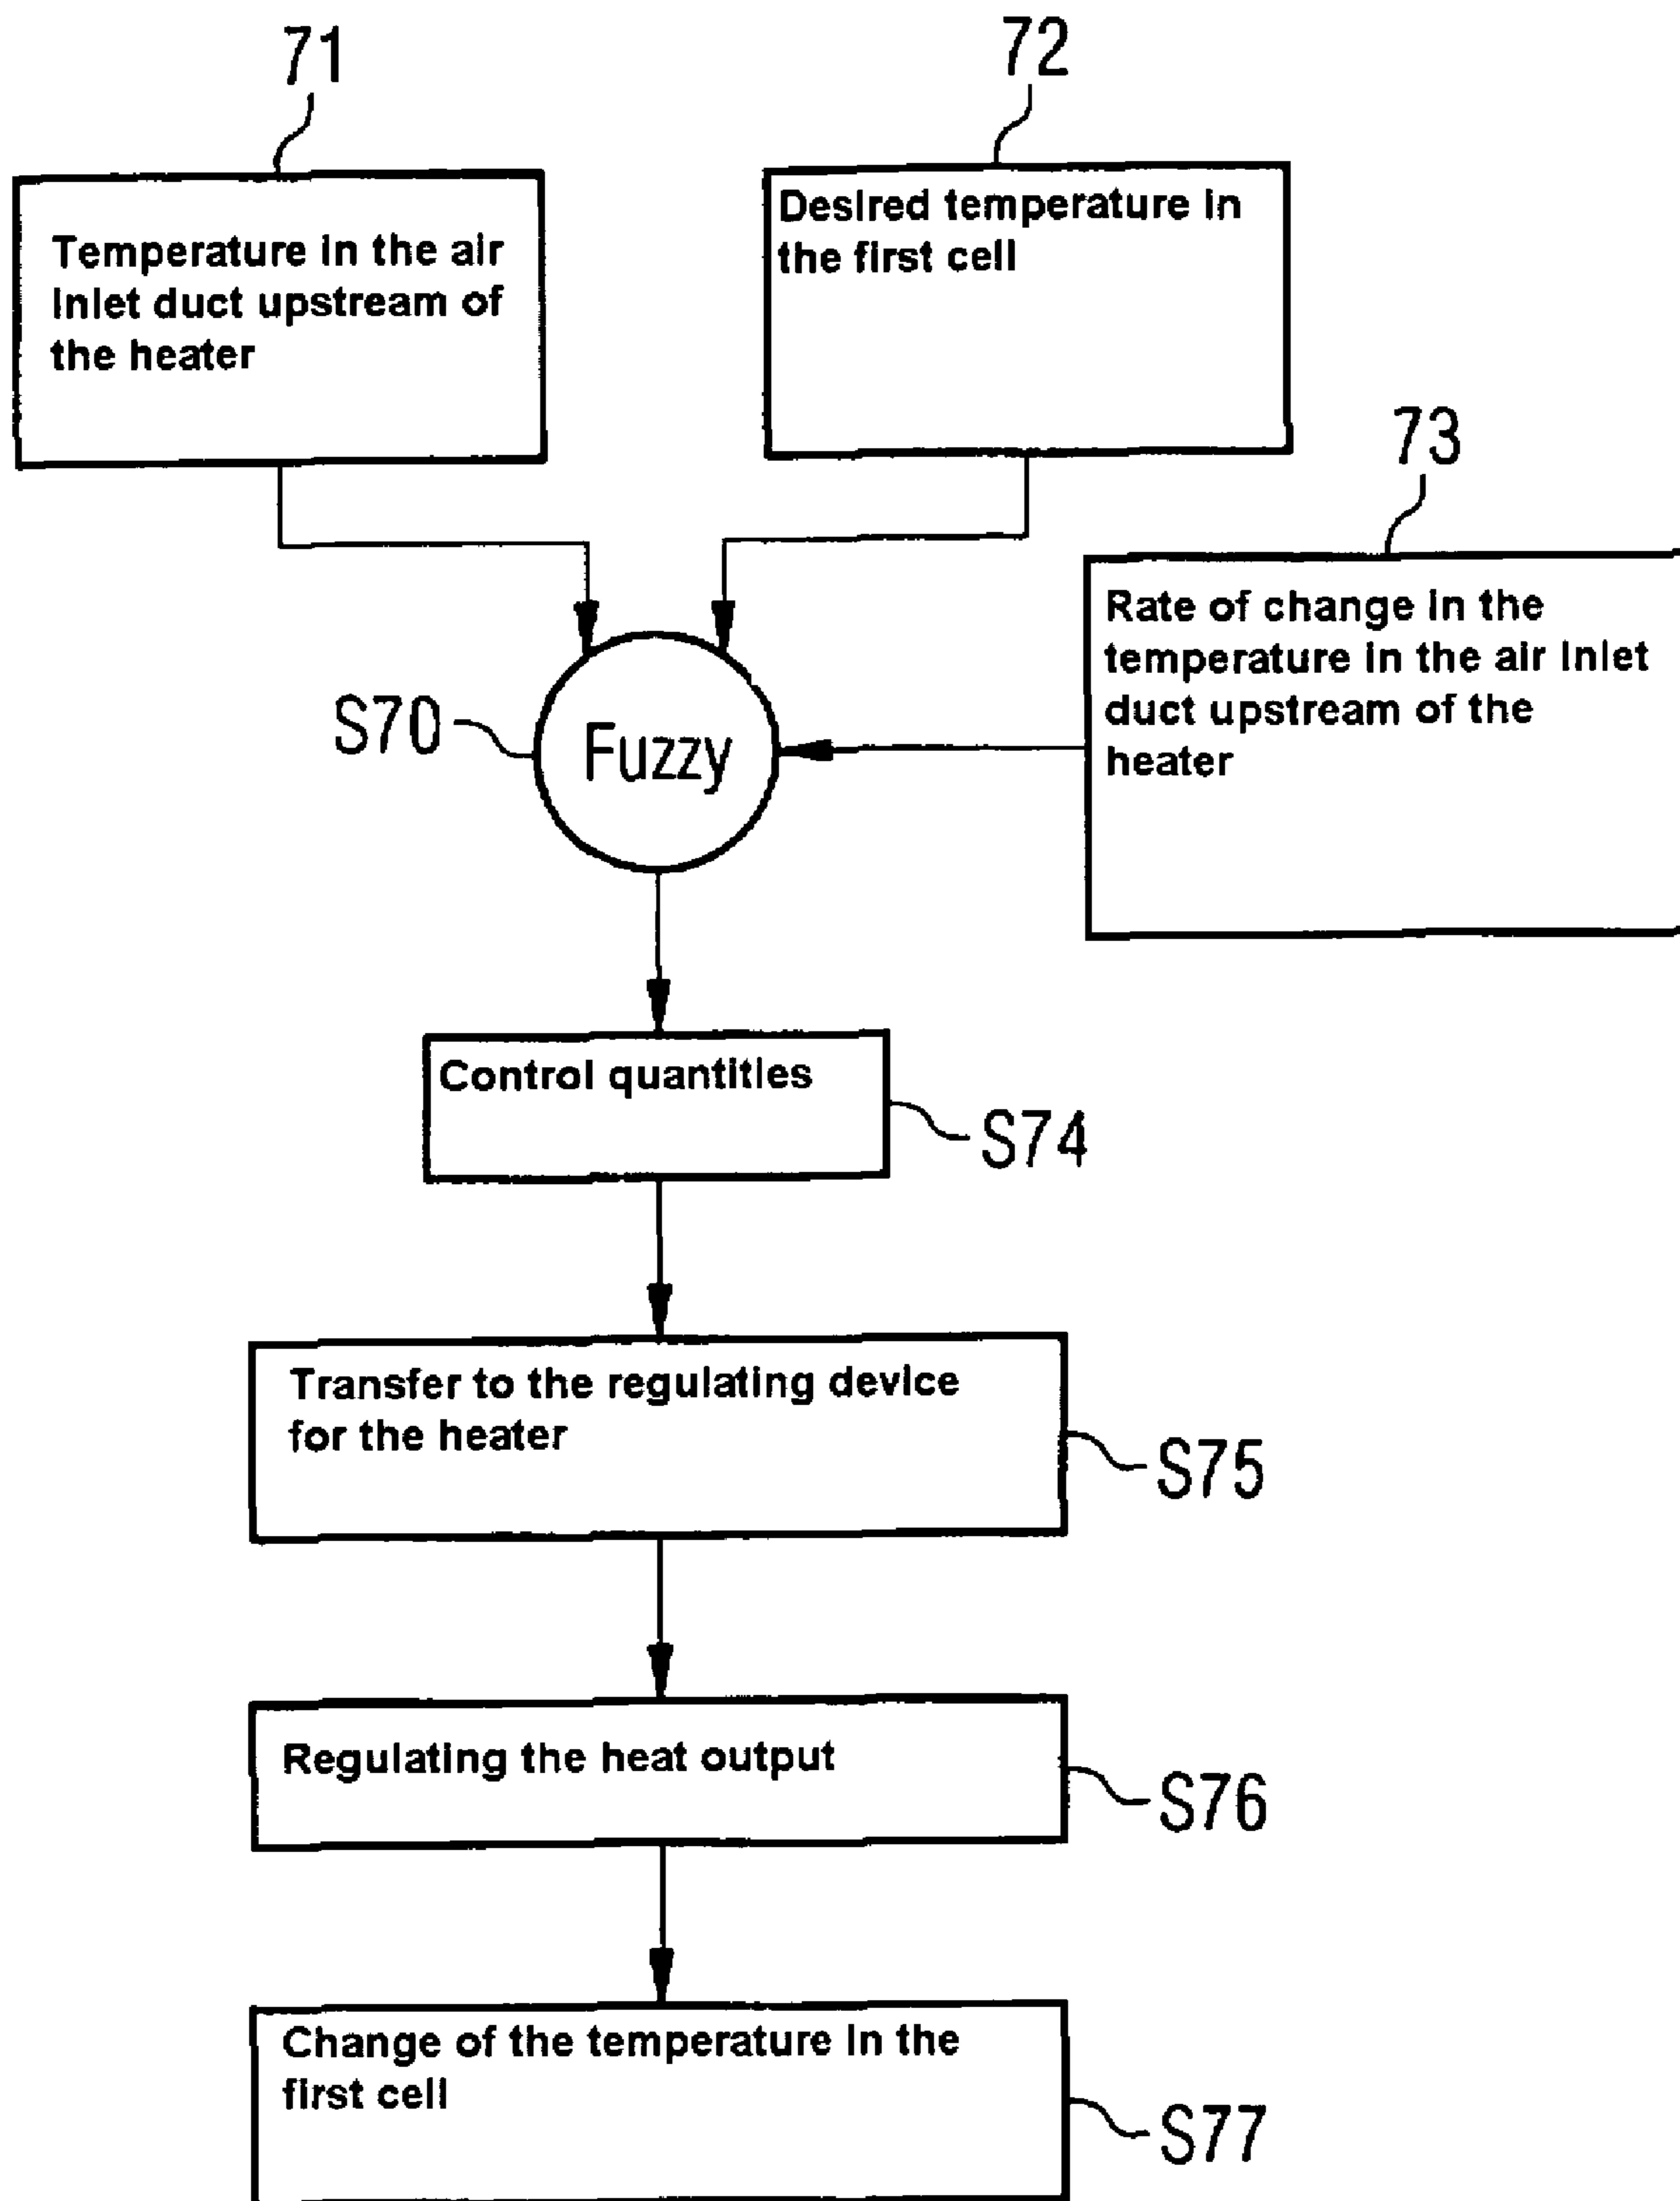 71
72
Temperature in the air
inlet duct upstream of
the heater
Desired temperature in
the first cell
73
Rate of change in the
temperature in the air inlet
duct upstream of the
heater
S70
Fuzzy
Control quantities
S74
Transfer to the regulating device
for the heater
S75
Regulating the heat output
S76
Change of the temperature in the
first cell
S77